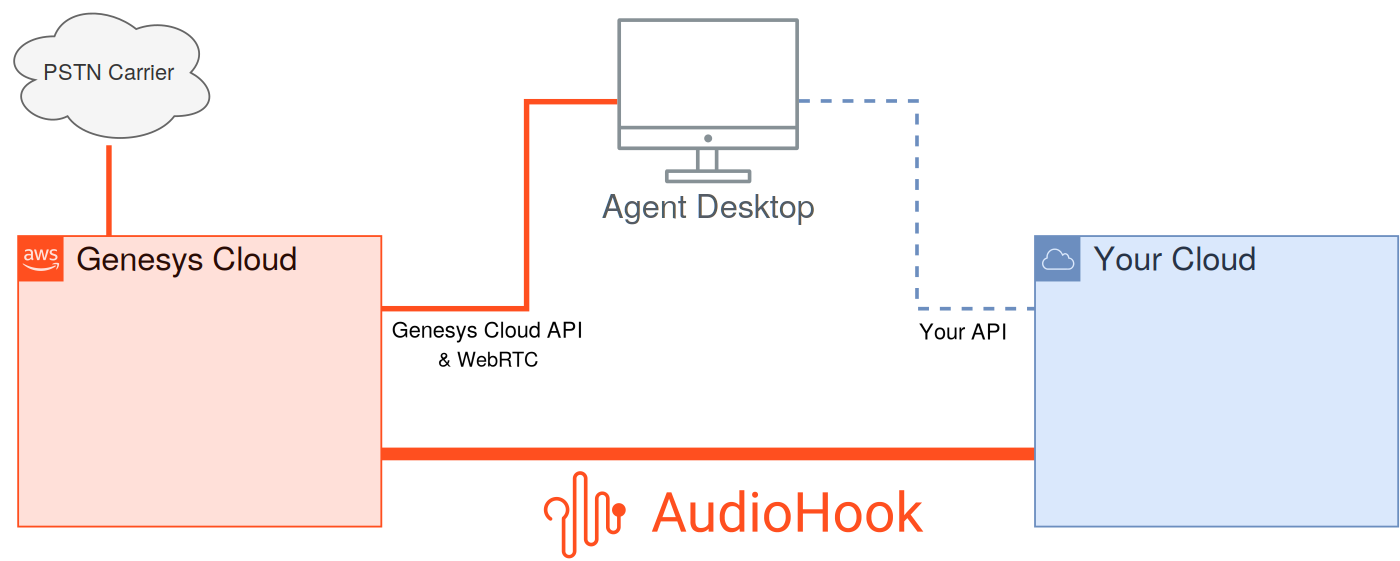 PSTN Carrier
Agent Desktop
aws
Genesys Cloud
Your Cloud
Genesys Cloud API
& WebRTC
Your API
AudioHook